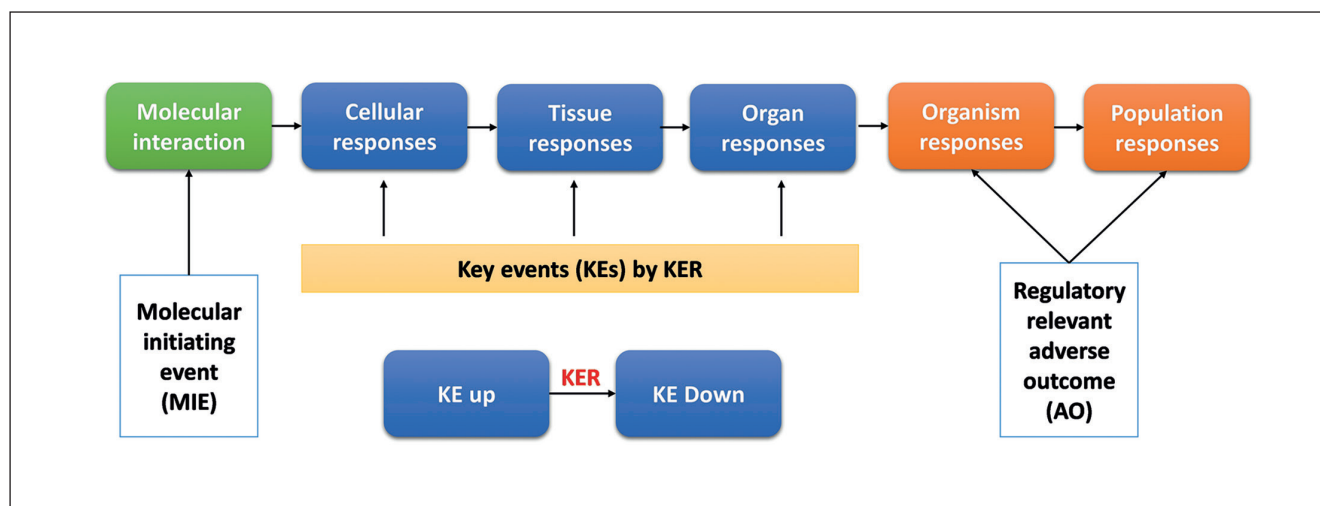 Molecular
interaction
Cellular
responses
Tissue
responses
Organ
responses
Organism
responses
Population
responses
Key events (KEs) by KER
Molecular
initiating
event
(MIE)
Regulatory
relevant
adverse
outcome
(AO)
KE up
KER
KE Down